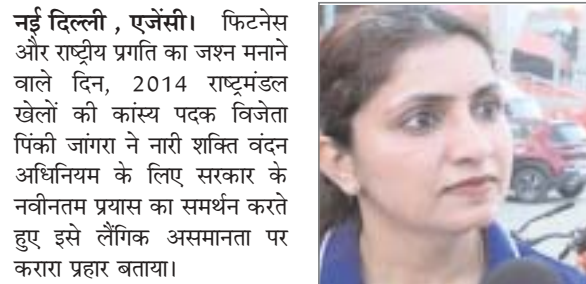 नई दिल्ली , एजेंसी। फिटनेस
और राष्ट्रीय प्रगति का जश्न मनाने
वाले दिन, 2014 राष्ट्रमंडल
खेलों की कांस्य पदक विजेता
पिंकी जांगरा ने नारी शक्ति वंदन
अधिनियम के लिए सरकार के
नवीनतम प्रयास का समर्थन करते
हुए इसे लैंगिक असमानता पर
करारा प्रहार बताया।